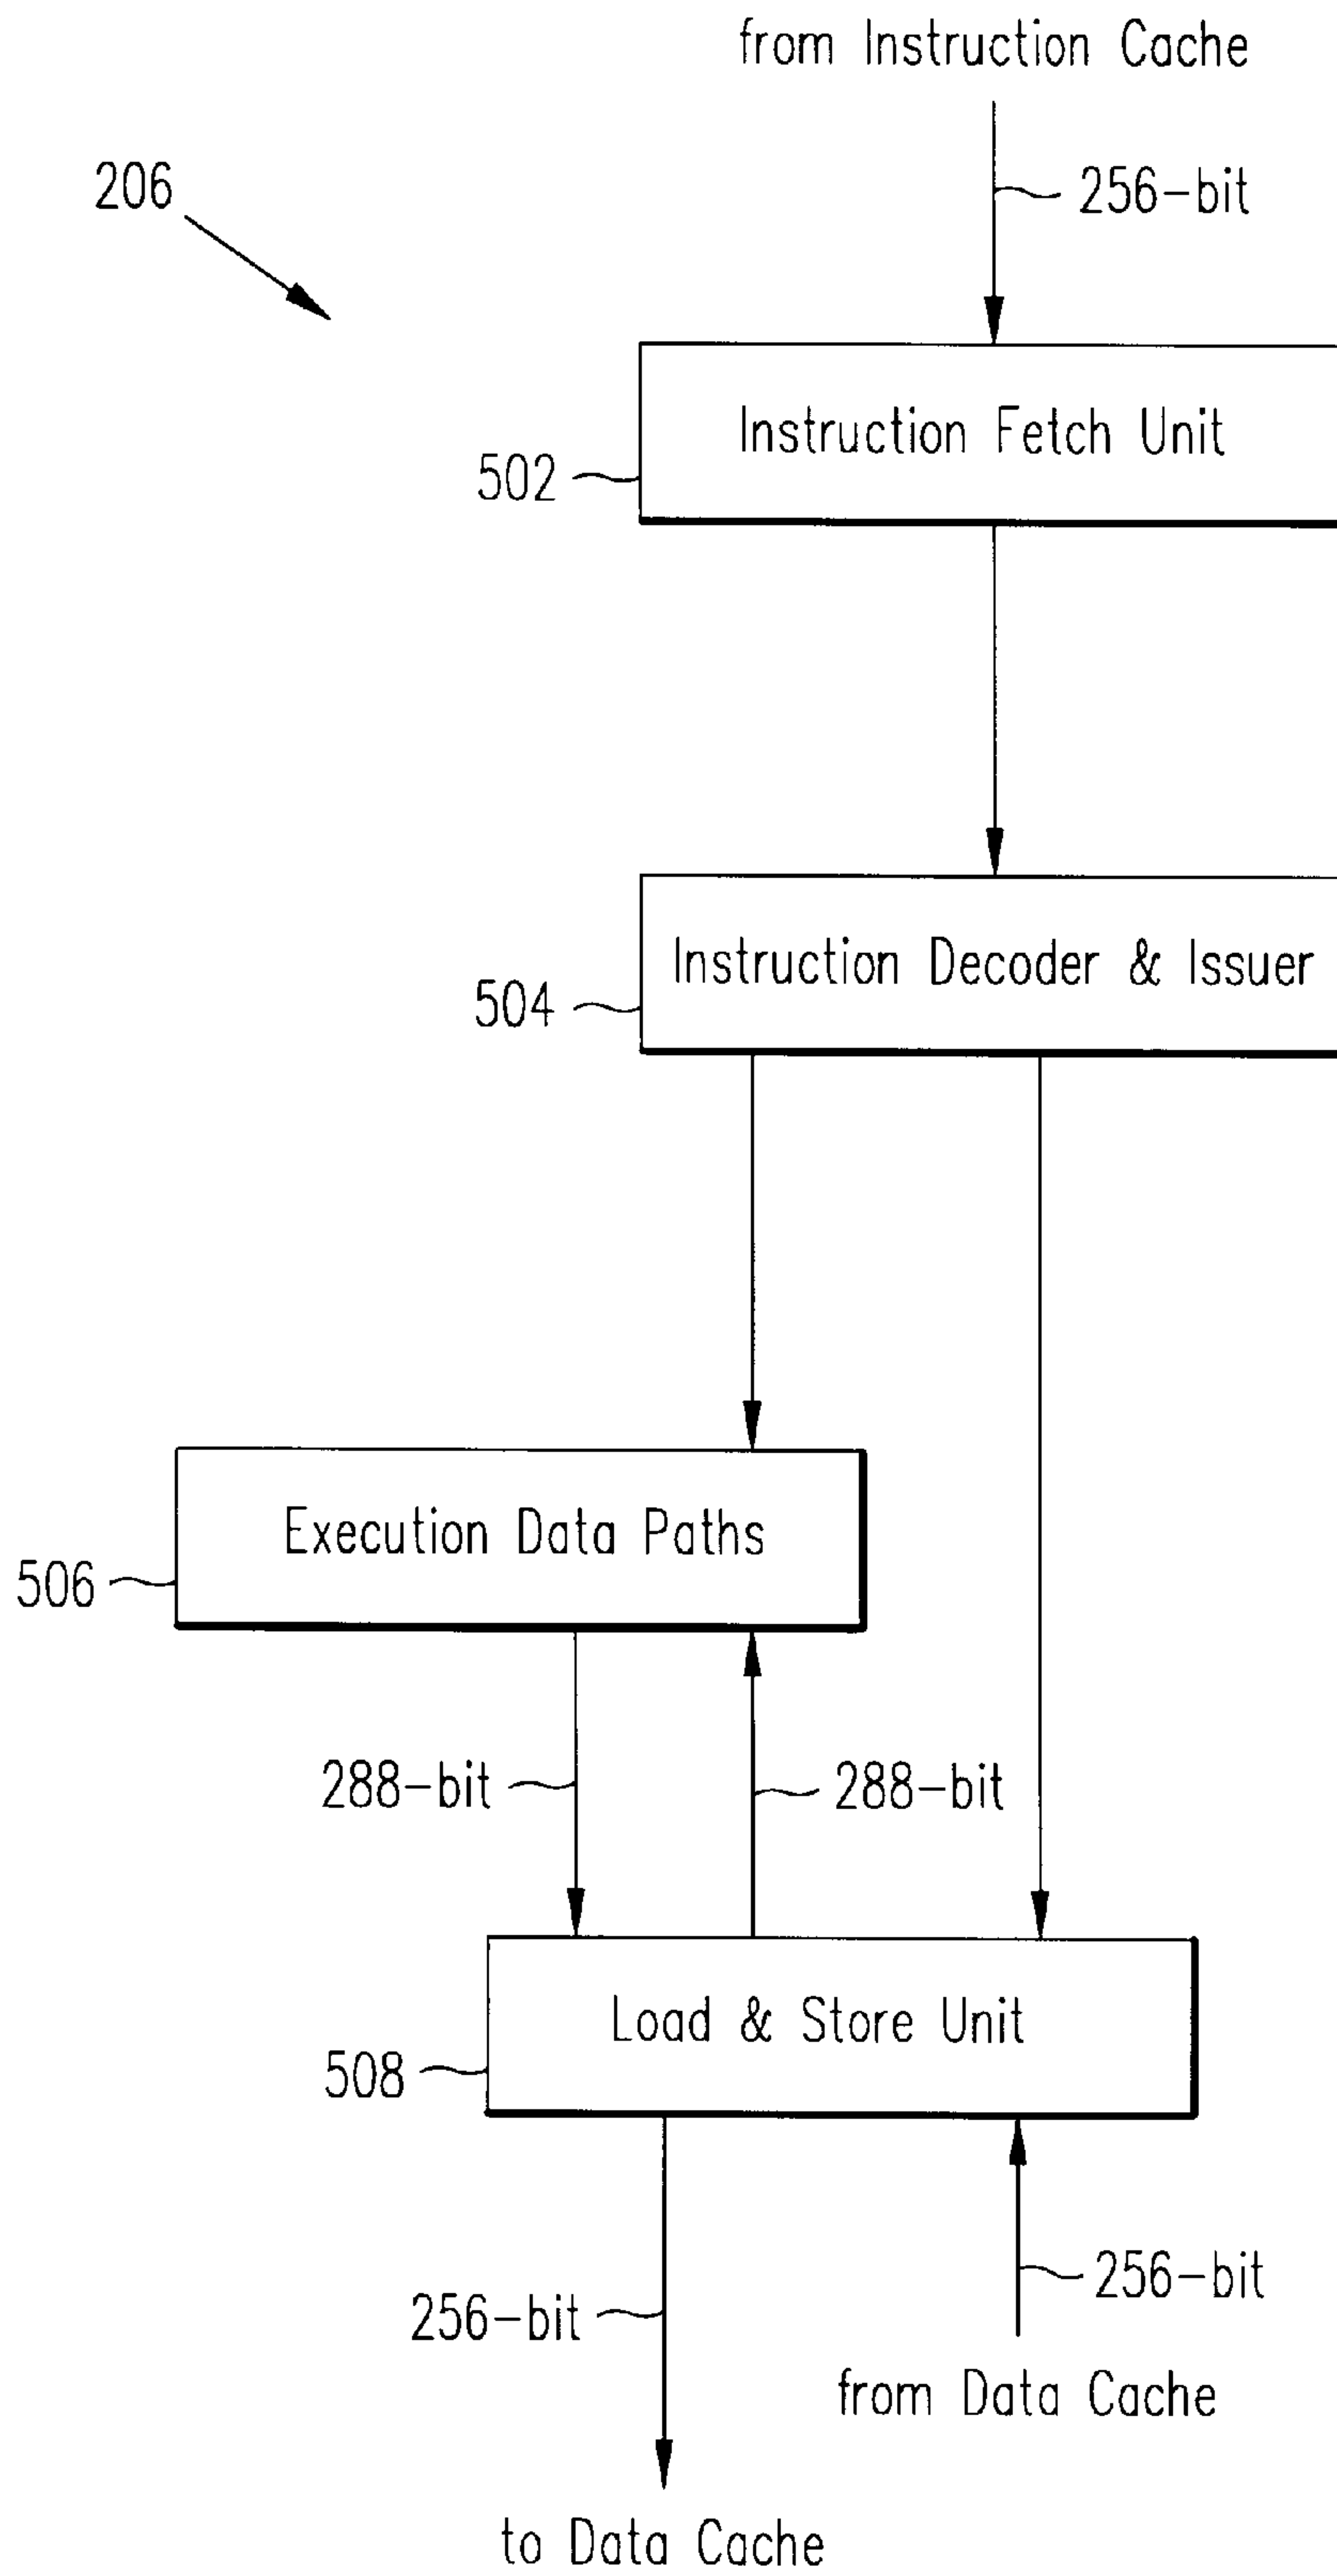 from Instruction Cache
256-bit
206
Instruction Fetch Unit
502
Instruction Decoder & Issuer
504
Execution Data Paths
506
288-bit
288-bit
Load & Store Unit
508
256-bit
256-bit
from Data Cache
to Data Cache